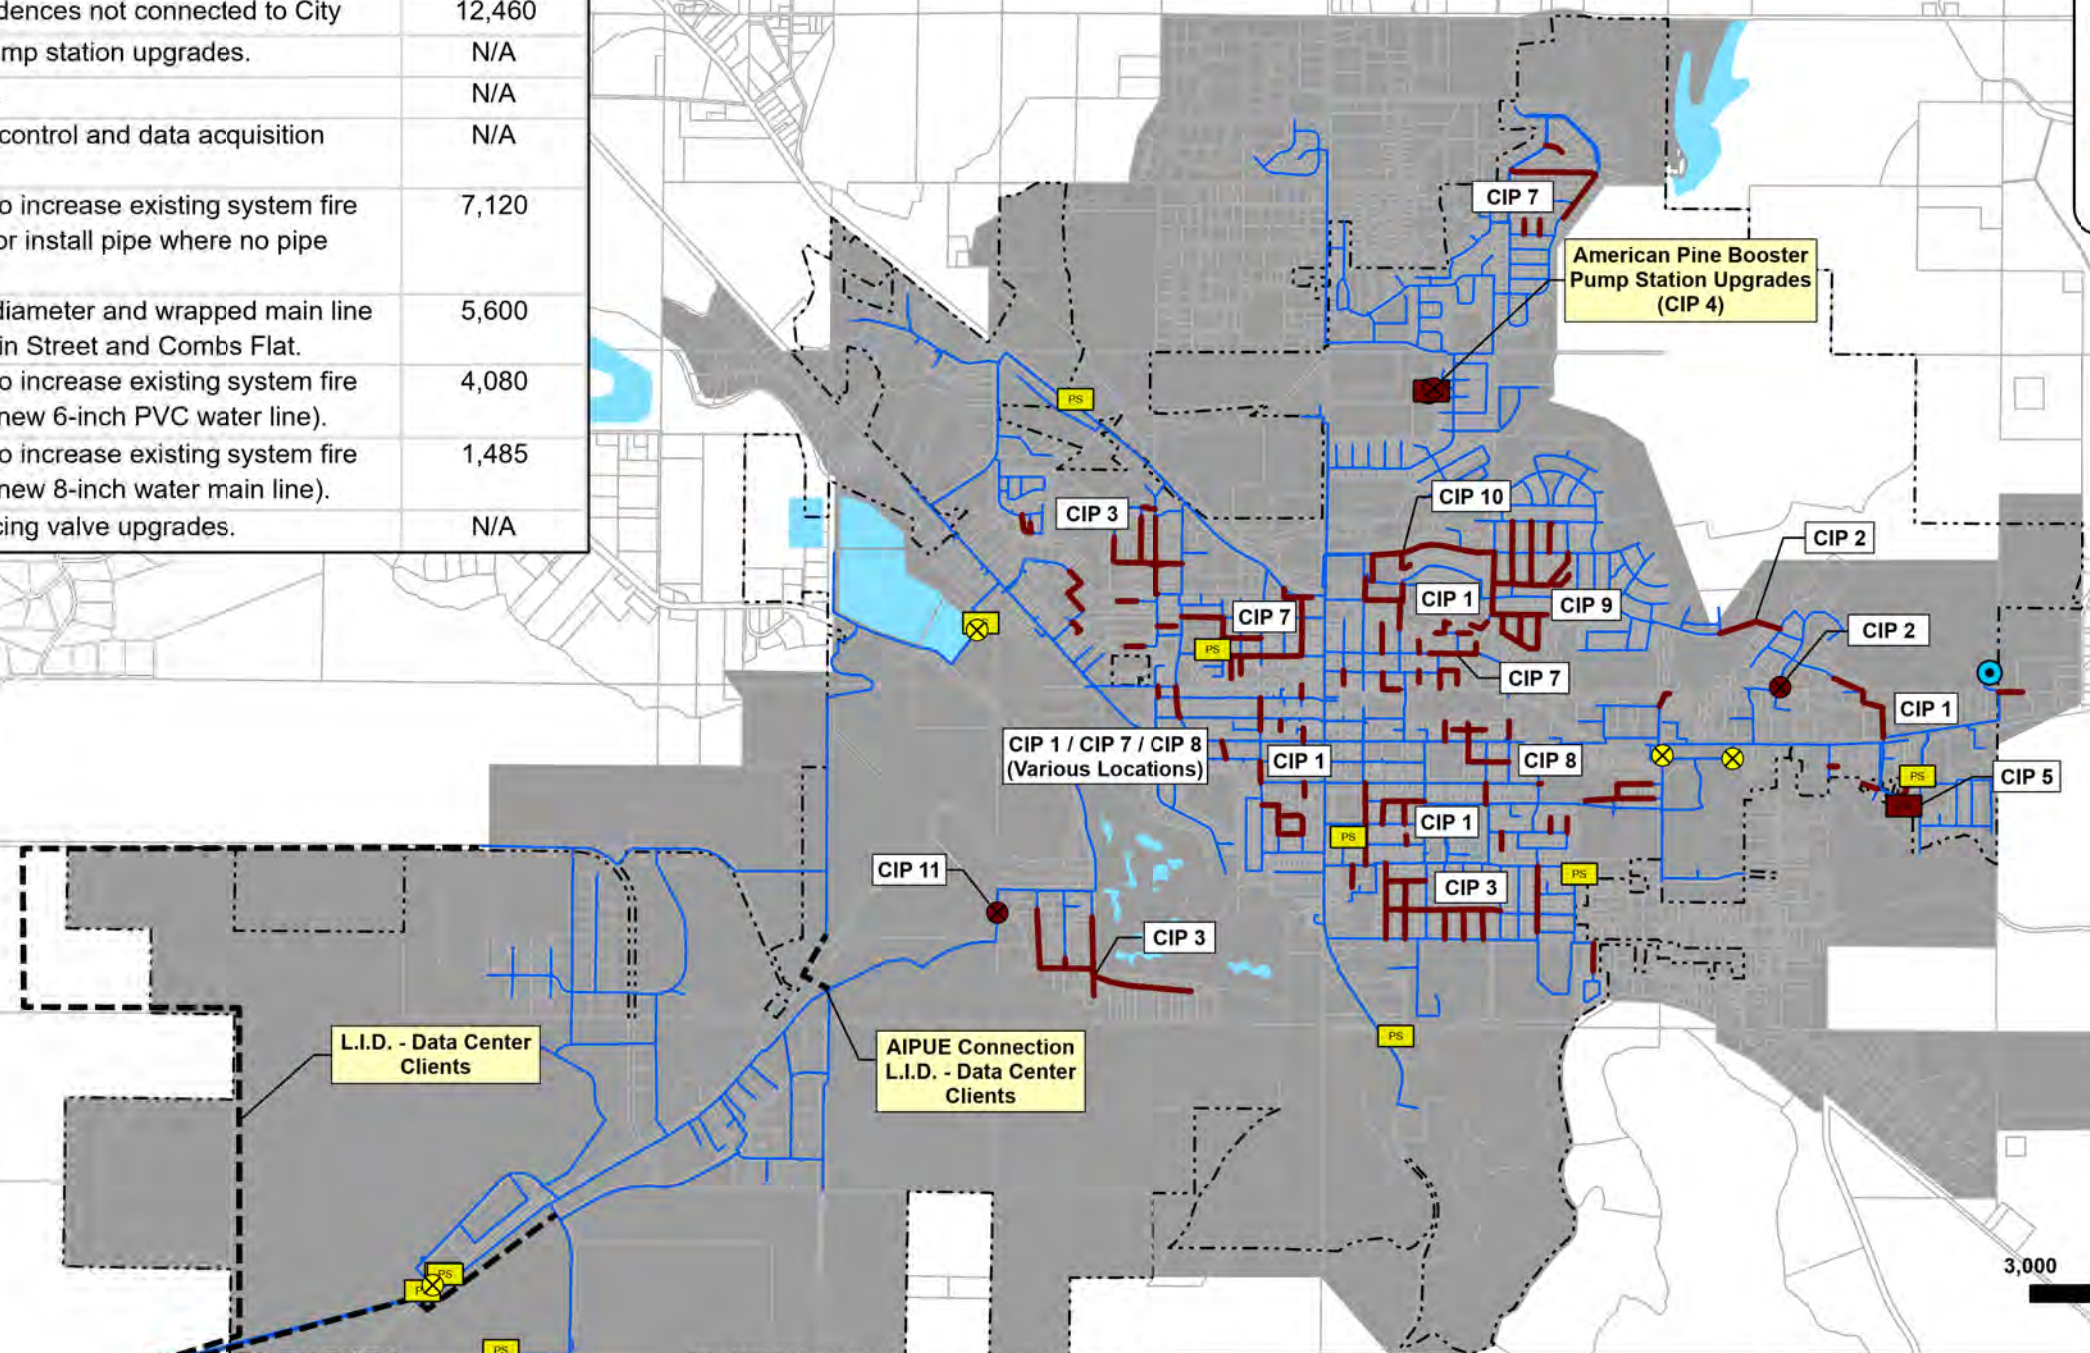 dences not connected to City 12,460
mp station upgrades. N/A
N/A
control and data acquisition N/A
o increase existing system fire 7,120
or install pipe where no pipe
diameter and wrapped main line 5,600
in Street and Combs Flat.
o increase existing system fire 4,080
new 6-inch PVC water line).
o increase existing system fire 1,485
new 8-inch water main line).
cing valve upgrades. N/A
CIP 7
American Pine Booster
Pump Station Upgrades
(CIP 4)
PS
CIP 10
CIP 3
CIP 2
CIP 1
CIP 9
CIP 7
CIP 2
PS
CIP 7
CIP 1
CIP 1 / CIP 7 / CIP 8
(Various Locations)
CIP 1
CIP 8
PS
CIP 5
CIP 1
PS
CIP 11
PS
CIP 3
CIP 3
L.I.D. - Data Center
Clients
AIPUE Connection
L.I.D. - Data Center
Clients
PS
3,000
PS
PS